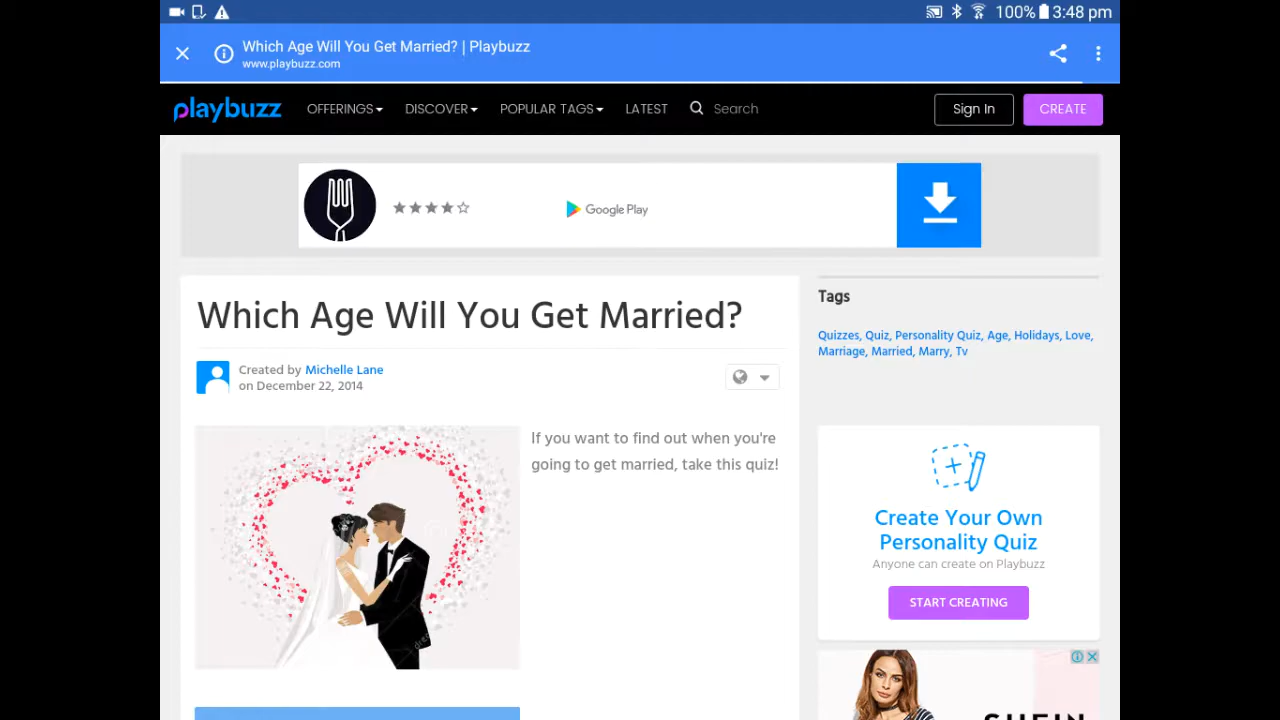 100% 3:48 pm
Which Age Will You Get Married? | Playbuzz
www.playbuzz.com
playbuzz OFFERINGS DISCOVER POPULAR TAGS LATEST Search Sign In CREATE
Google Play
Which Age Will You Get Married?
Created by Michelle Lane
on December 22, 2014
If you want to find out when you're
going to get married, take this quiz!
Tags
Quizzes, Quiz, Personality Quiz, Age, Holidays, Love,
Marriage, Married, Marry, Tv
Create Your Own
Personality Quiz
Anyone can create on Playbuzz
START CREATING
SHEIN